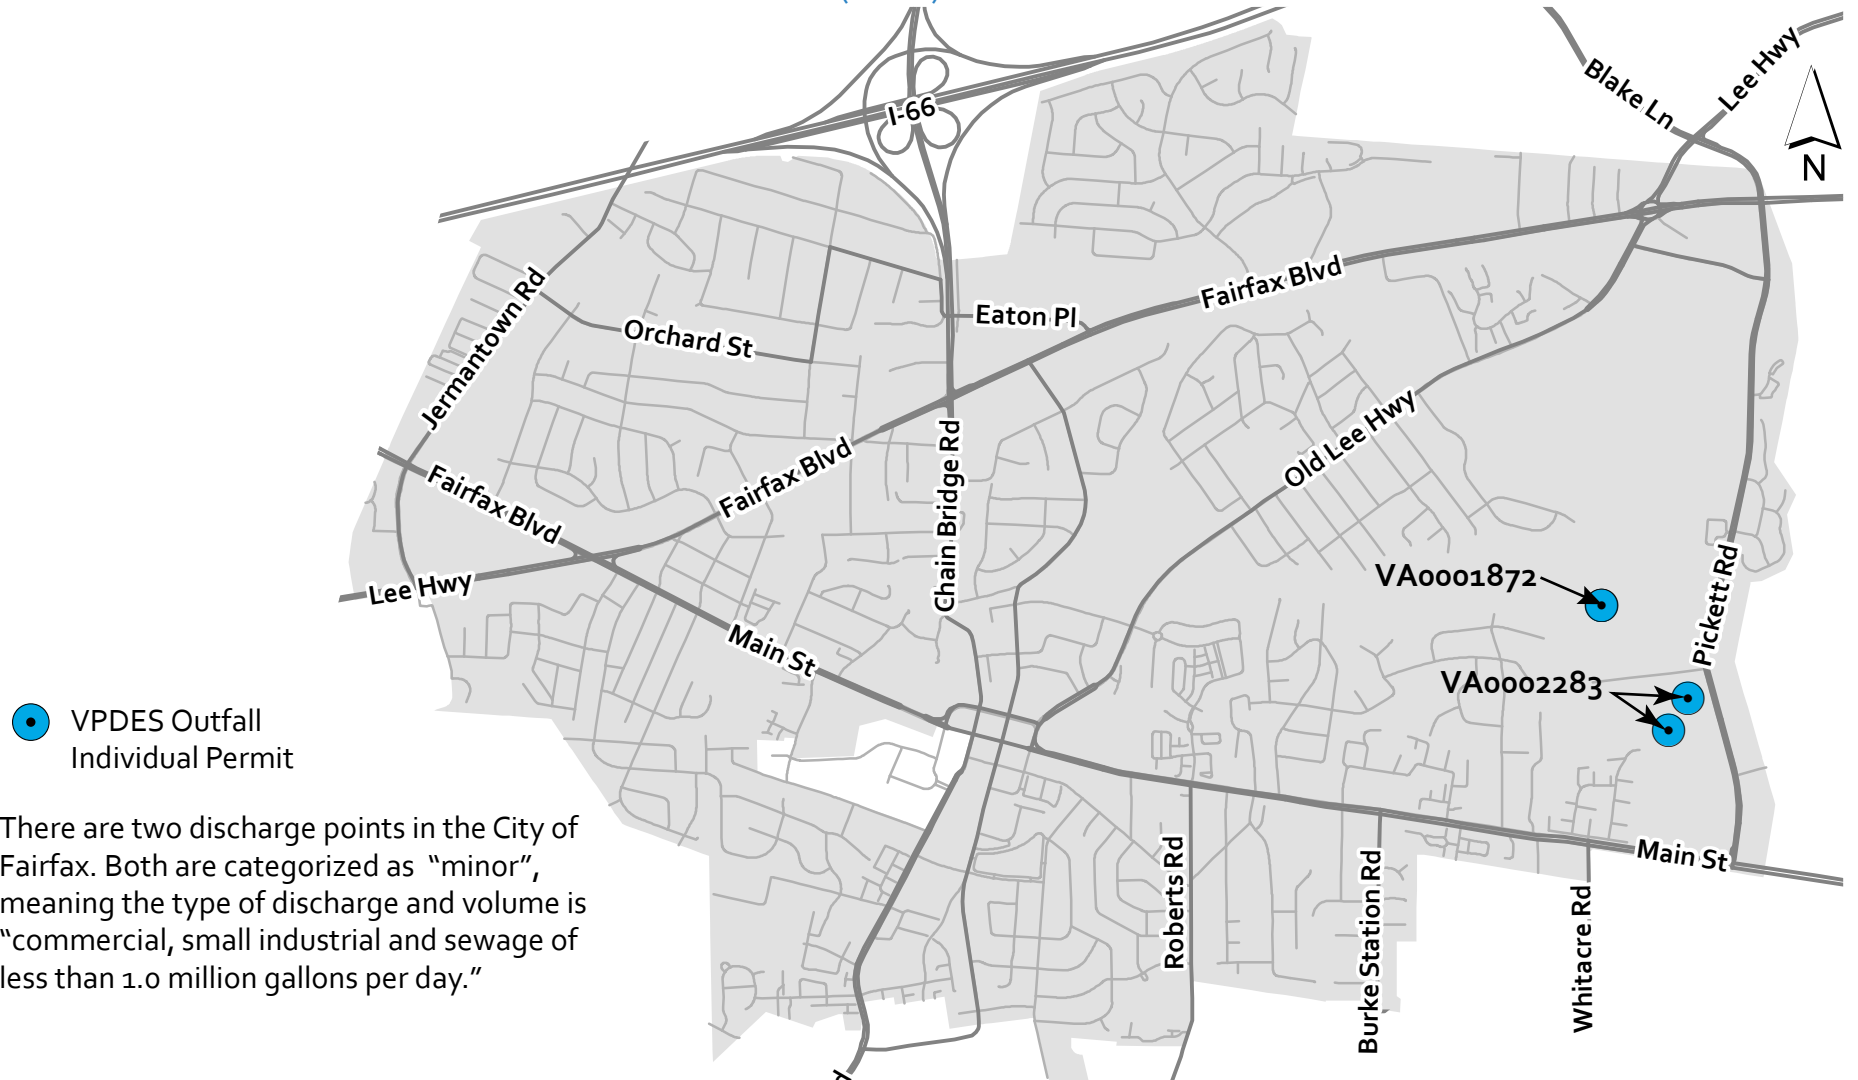 I-66
Blake Ln
Lee Hwy
N
Jermantown Rd
Orchard St
Eaton Pl
Fairfax Blvd
Old Lee Hwy
Chain Bridge Rd
Fairfax Blvd
Fairfax Blvd
Lee Hwy
Main St
VA0001872
Pickett Rd
VA0002283
VPDES Outfall
Individual Permit
There are two discharge points in the City of
Fairfax. Both are categorized as “minor”,
meaning the type of discharge and volume is
“commercial, small industrial and sewage of
less than 1.0 million gallons per day.”
Roberts Rd
Burke Station Rd
Whitacre Rd
Main St